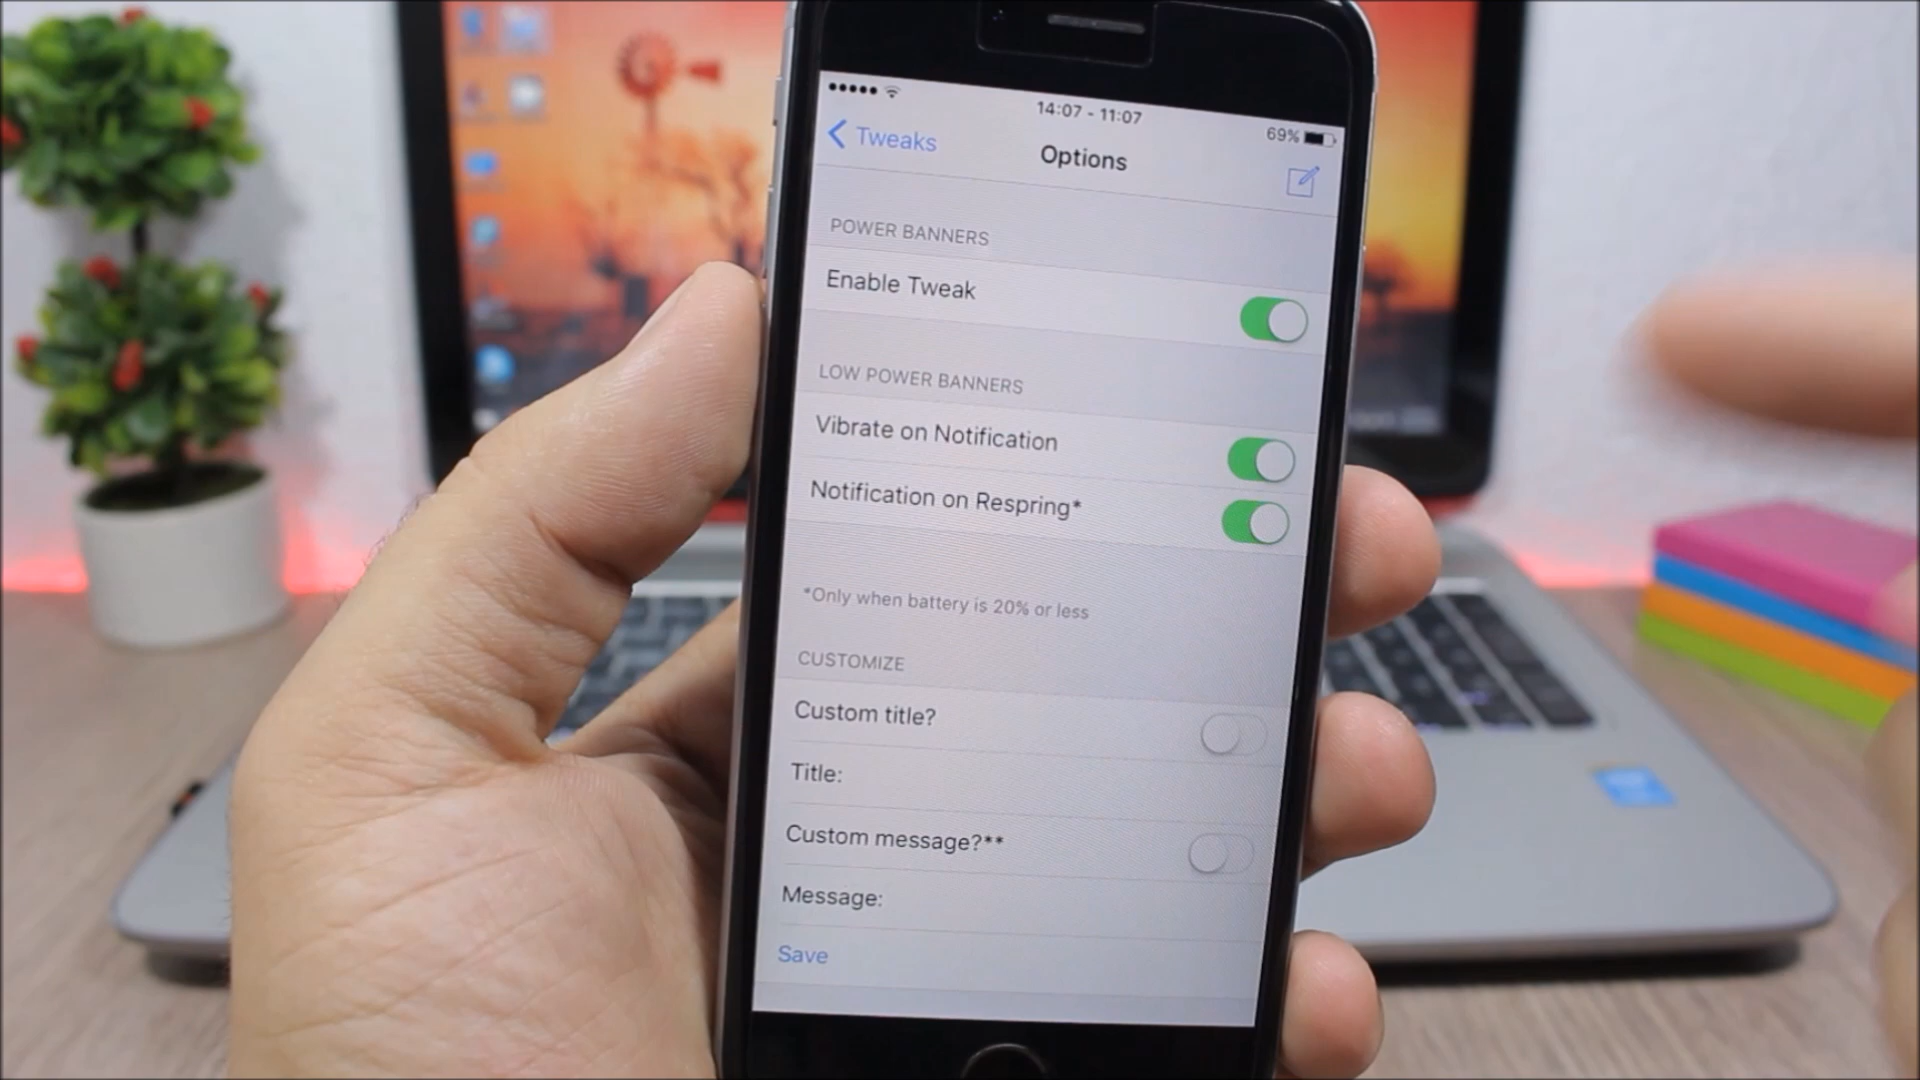 14:07 - 11:07
69%
Tweaks
Options
POWER BANNERS
Enable Tweak
LOW POWER BANNERS
Vibrate on Notification
Notification on Respring*
*Only when battery is 20% or less
CUSTOMIZE
Custom title?
Title:
Custom message?**
Message:
Save